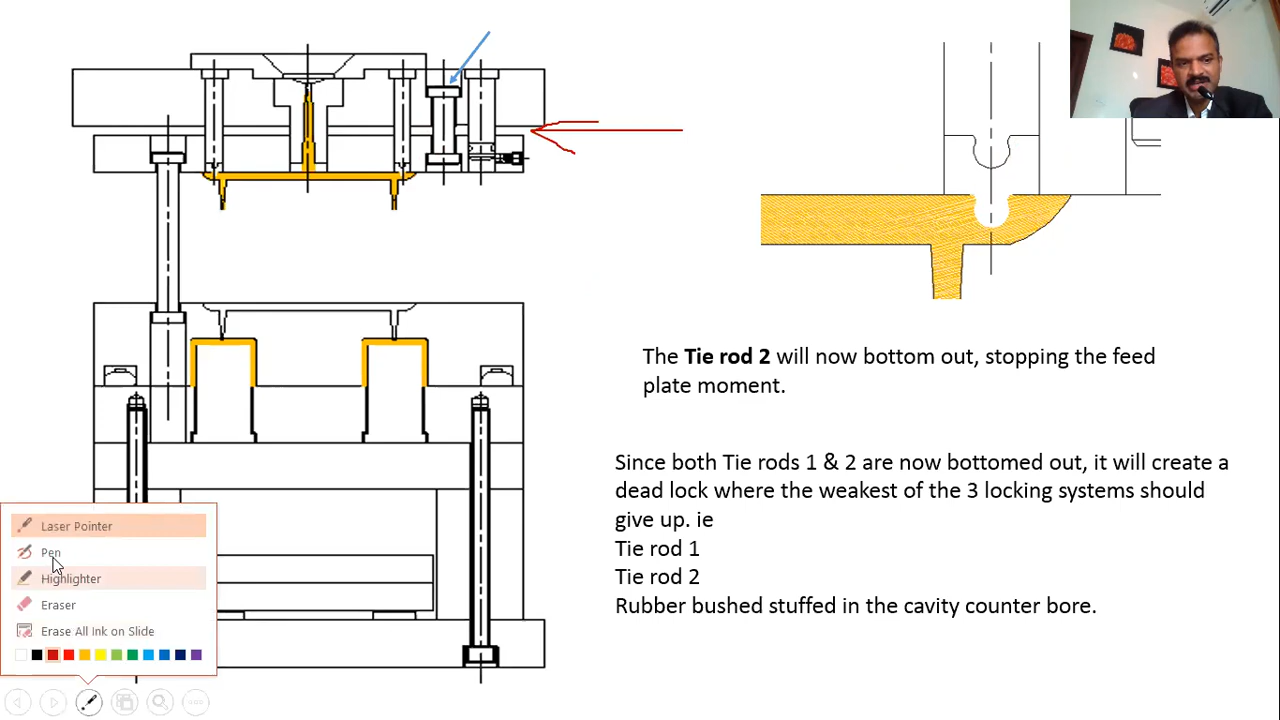 The Tie rod 2 will now bottom out, stopping the feed
plate moment.
Since both Tie rods 1 & 2 are now bottomed out, it will create a
dead lock where the weakest of the 3 locking systems should
give up. ie
Tie rod 1
Tie rod 2
Rubber bushed stuffed in the cavity counter bore.
Laser Pointer
Pen
Highlighter
Eraser
Erase All Ink on Slide